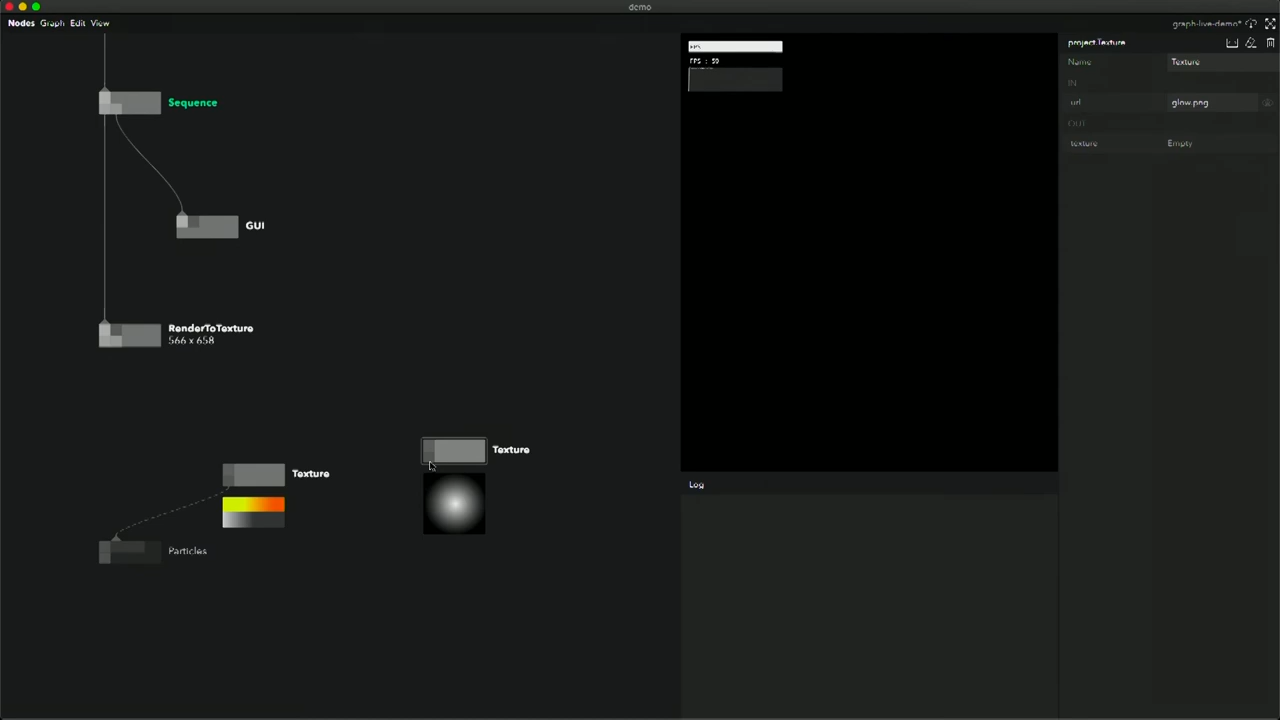 demo
Nodes Graph Edit View
graph-live-demo*
Sequence
GUI
RenderToTexture
566 x 658
Texture
Texture
Particles
FPS
FPS : 59
Log
project.Texture
Name Texture
IN
url glow.png
OUT
texture Empty